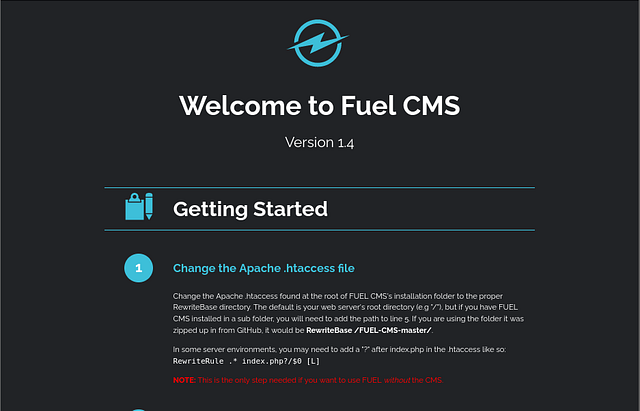 Welcome to Fuel CMS
Version 1.4
Getting Started
1
Change the Apache .htaccess file
Change the Apache .htaccess found at the root of FUEL CMS's installation folder to the proper
RewriteBase directory. The default is your web server's root directory (e.g "/"), but if you have FUEL
CMS installed in a sub folder, you will need to add the path to line 5. If you are using the folder it was
zipped up in from GitHub, it would be RewriteBase /FUEL-CMS-master/.
In some server environments, you may need to add a "?" after index.php in the .htaccess like so:
RewriteRule .* index.php?/$0 [L]
NOTE: This is the only step needed if you want to use FUEL without the CMS.